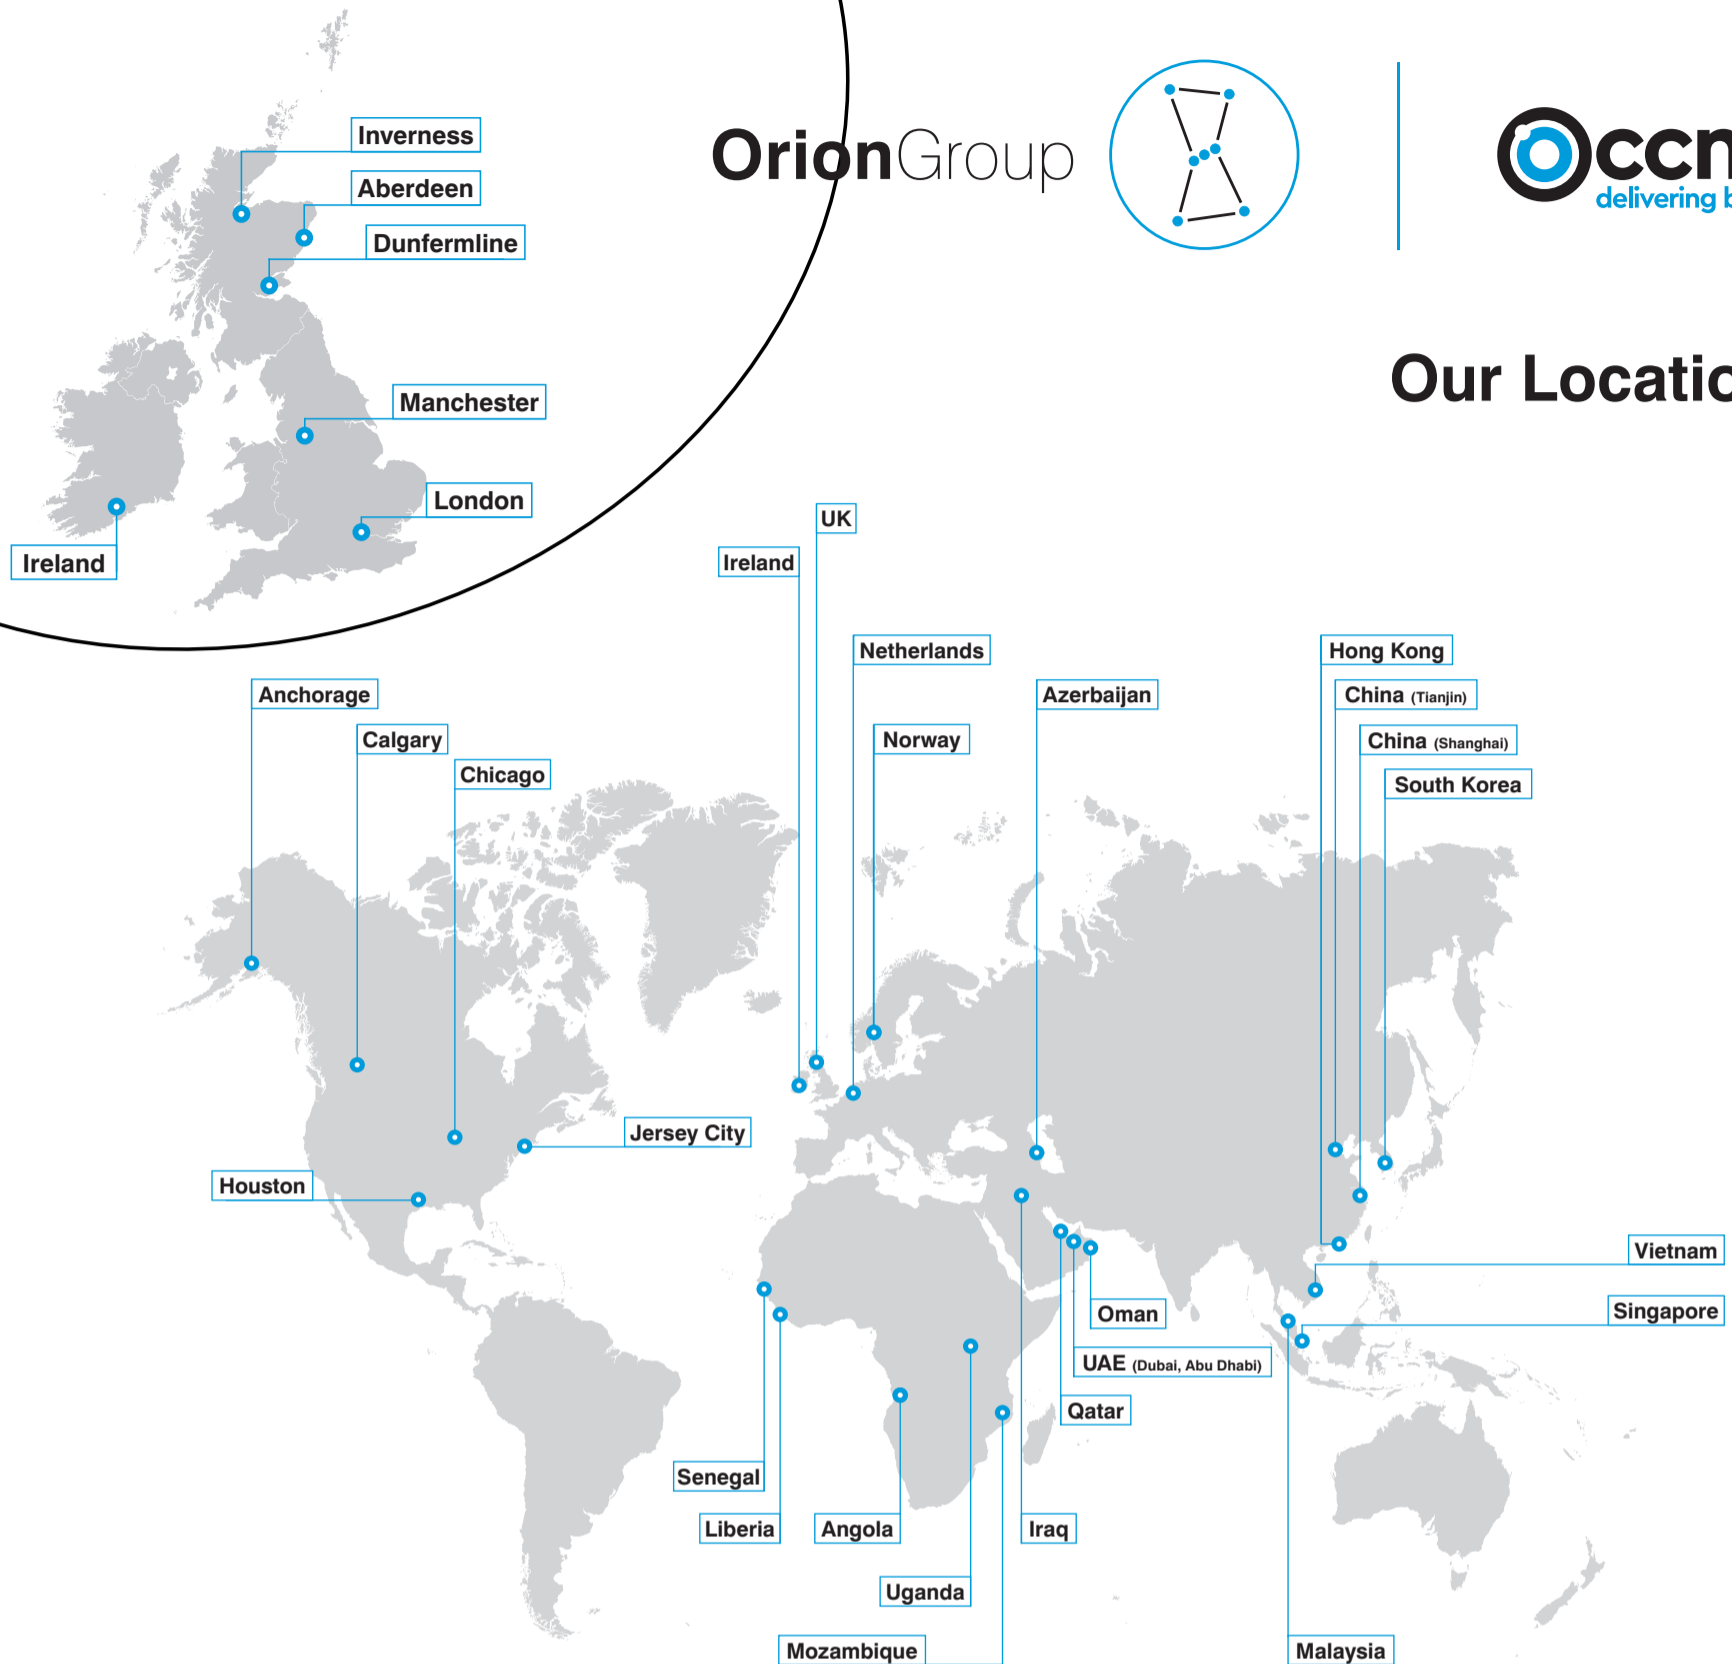 Inverness
Aberdeen
Dunfermline
Manchester
London
Ireland
OrionGroup
delivering
Our
UK
Ireland
Netherlands
Norway
Azerbaijan
Hong Kong
China (Tianjin)
China (Shanghai)
South Korea
Anchorage
Calgary
Chicago
Jersey City
Houston
Vietnam
Singapore
Oman
UAE (Dubai, Abu Dhabi)
Qatar
Senegal
Liberia
Angola
Iraq
Uganda
Mozambique
Malaysia